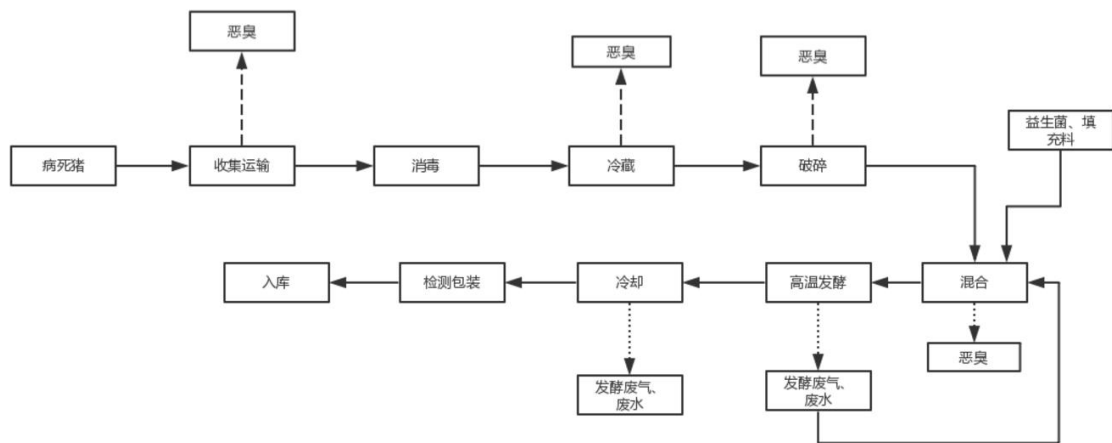 恶臭
恶臭
恶臭
益生菌、填
充料
病死猪
收集运输
消毒
冷藏
破碎
入库
检测包装
冷却
高温发酵
混合
恶臭
发酵废气、
废水
发酵废气、
废水